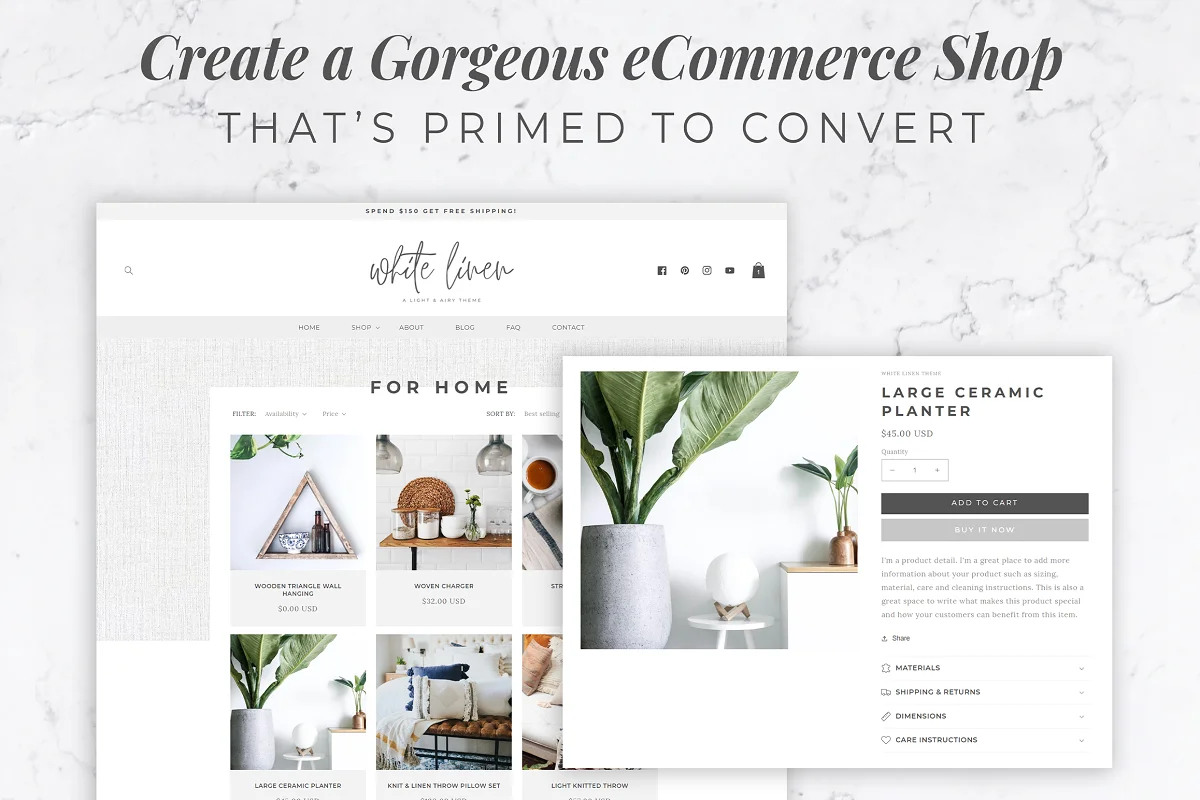 Create a Gorgeous eCommerce Shop
THAT'S PRIMED TO CONVERT
SPEND $150 GET FREE SHIPPING!
white linen
A LIGHT & AIRY THEME
1
HOME SHOP ABOUT BLOG FAQ CONTACT
FOR HOME
FILTER: Availability Price SORT BY: Best selling
WOODEN TRIANGLE WALL
HANGING
$0.00 USD
WOVEN CHARGER
$32.00 USD
LARGE CERAMIC PLANTER
KNIT & LINEN THROW PILLOW SET
LIGHT KNITTED THROW
WHITE LINEN THEME
LARGE CERAMIC
PLANTER
$45.00 USD
Quantity
− 1 +
ADD TO CART
BUY IT NOW
I'm a product detail. I'm a great place to add more
information about your product such as sizing,
material, care and cleaning instructions. This is also a
great space to write what makes this product special
and how your customers can benefit from this item.
Share
MATERIALS
SHIPPING & RETURNS
DIMENSIONS
CARE INSTRUCTIONS